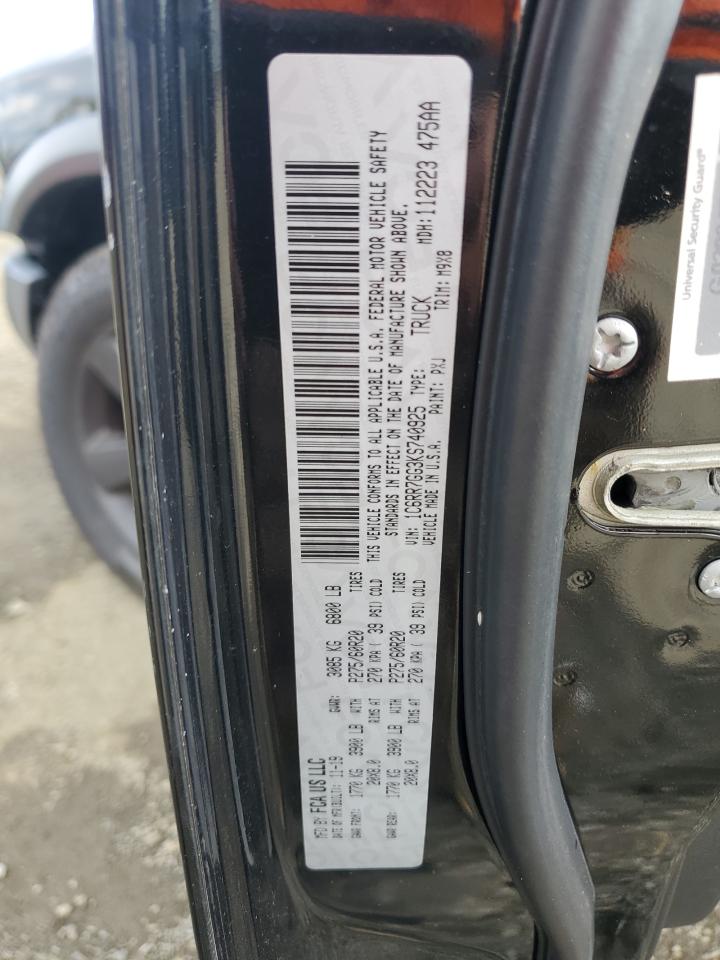 MFD BY FCA US LLC
DATE OF MFR(BUILT): 11-19 GVWR: 3085 KG 6800 LB
GAWR FRONT: 1770 KG 3900 LB WITH P275/60R20 TIRES
20X8.0 RIMS AT 270 KPA ( 39 PSI) COLD
GAWR REAR: 1770 KG 3900 LB WITH P275/60R20 TIRES
20X8.0 RIMS AT 270 KPA ( 39 PSI) COLD
THIS VEHICLE CONFORMS TO ALL APPLICABLE U.S.A. FEDERAL MOTOR VEHICLE SAFETY
STANDARDS IN EFFECT ON THE DATE OF MANUFACTURE SHOWN ABOVE.
VIN: 1C6RR7GG3KS740925 TYPE: TRUCK MDH: 112223 475AA
VEHICLE MADE IN U.S.A. PAINT: PXJ TRIM: M9X8
Universal Security Guard®